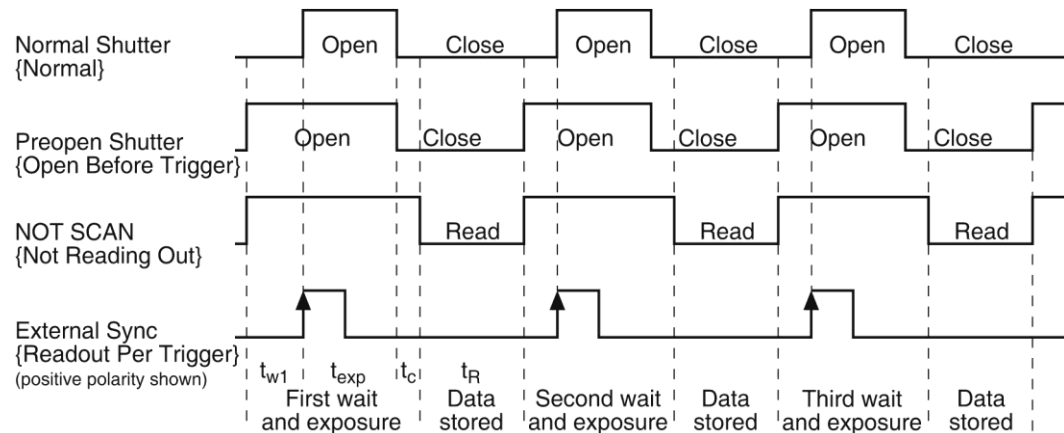 Normal Shutter
{Normal}
Open Close Open Close Open Close
Preopen Shutter
{Open Before Trigger}
Open Close Open Close Open Close
NOT SCAN
{Not Reading Out}
Read Read Read
External Sync
{Readout Per Trigger}
(positive polarity shown)
tw1 texp tc tR
First wait and exposure
Data stored
Second wait and exposure
Data stored
Third wait and exposure
Data stored